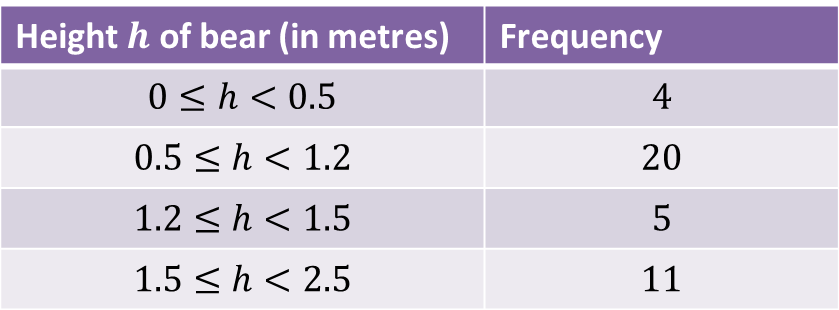 Height h of bear (in metres) Frequency
0 ≤ h < 0.5 4
0.5 ≤ h < 1.2 20
1.2 ≤ h < 1.5 5
1.5 ≤ h < 2.5 11